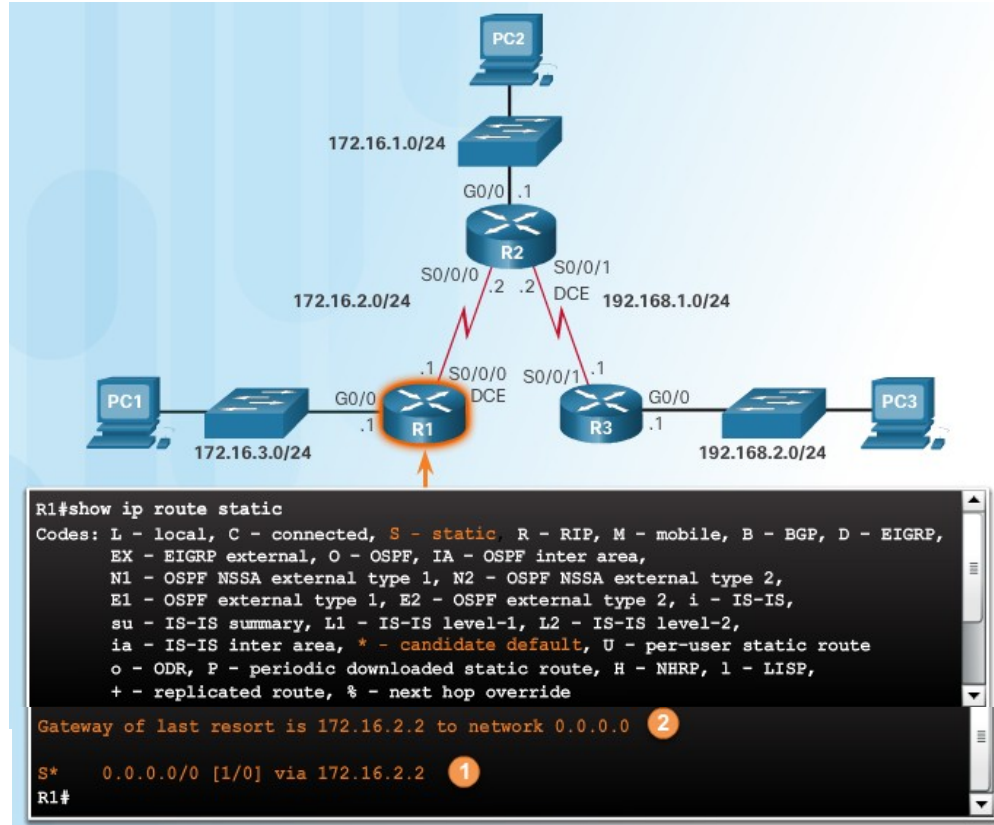 PC2
172.16.1.0/24
G0/0 .1
R2
S0/0/0 S0/0/1
.2 .2 DCE
172.16.2.0/24 192.168.1.0/24
.1 S0/0/0 S0/0/1 .1
DCE
PC1 G0/0 R1 R3 G0/0 PC3
.1 .1
172.16.3.0/24 192.168.2.0/24
R1#show ip route static
Codes: L - local, C - connected, S - static, R - RIP, M - mobile, B - BGP, D - EIGRP,
EX - EIGRP external, O - OSPF, IA - OSPF inter area,
N1 - OSPF NSSA external type 1, N2 - OSPF NSSA external type 2,
E1 - OSPF external type 1, E2 - OSPF external type 2, i - IS-IS,
su - IS-IS summary, L1 - IS-IS level-1, L2 - IS-IS level-2,
ia - IS-IS inter area, * - candidate default, U - per-user static route
o - ODR, P - periodic downloaded static route, H - NHRP, l - LISP,
+ - replicated route, % - next hop override
Gateway of last resort is 172.16.2.2 to network 0.0.0.0 2
S* 0.0.0.0/0 [1/0] via 172.16.2.2 1
R1#